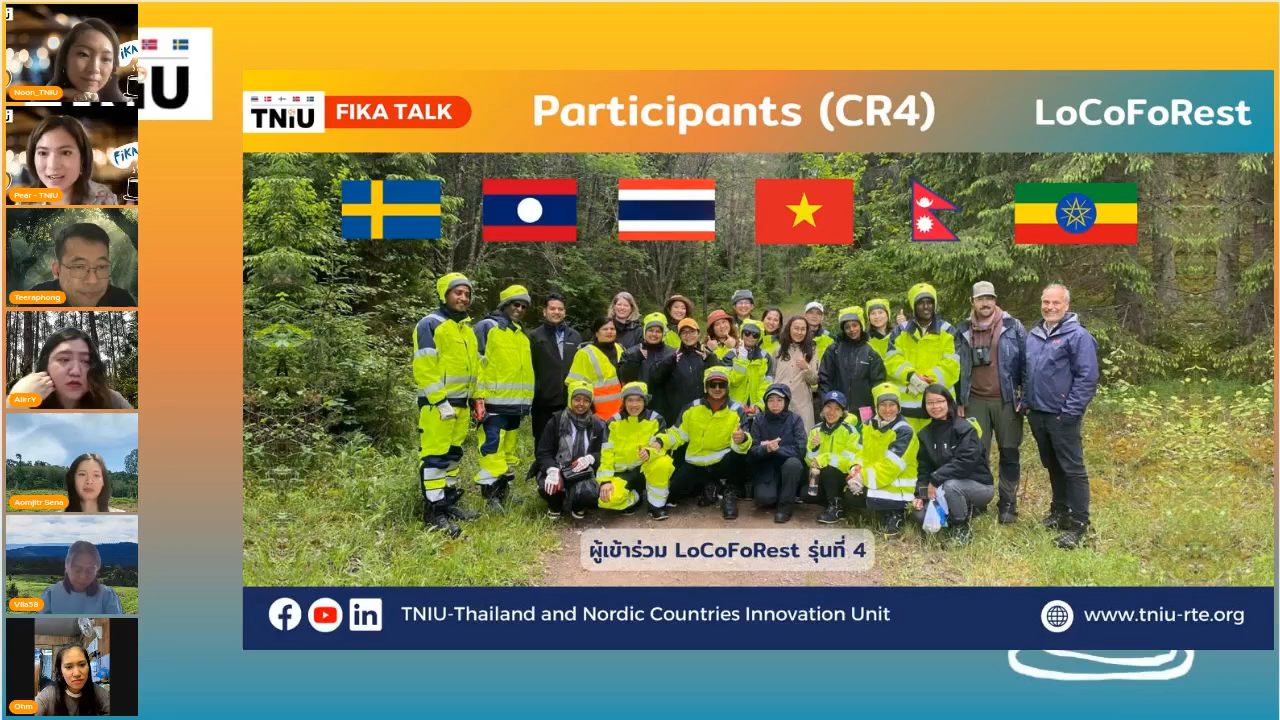 Noon_TNIU
Pear - TNIU
Teeraphong
AlirrY
Aomjitr Sena
Villa58
Ohm
TNIU
FIKA TALK
Participants (CR4)
LoCoFoRest
ผู้เข้าร่วม LoCoFoRest รุ่นที่ 4
TNIU-Thailand and Nordic Countries Innovation Unit
www.tniu-rte.org